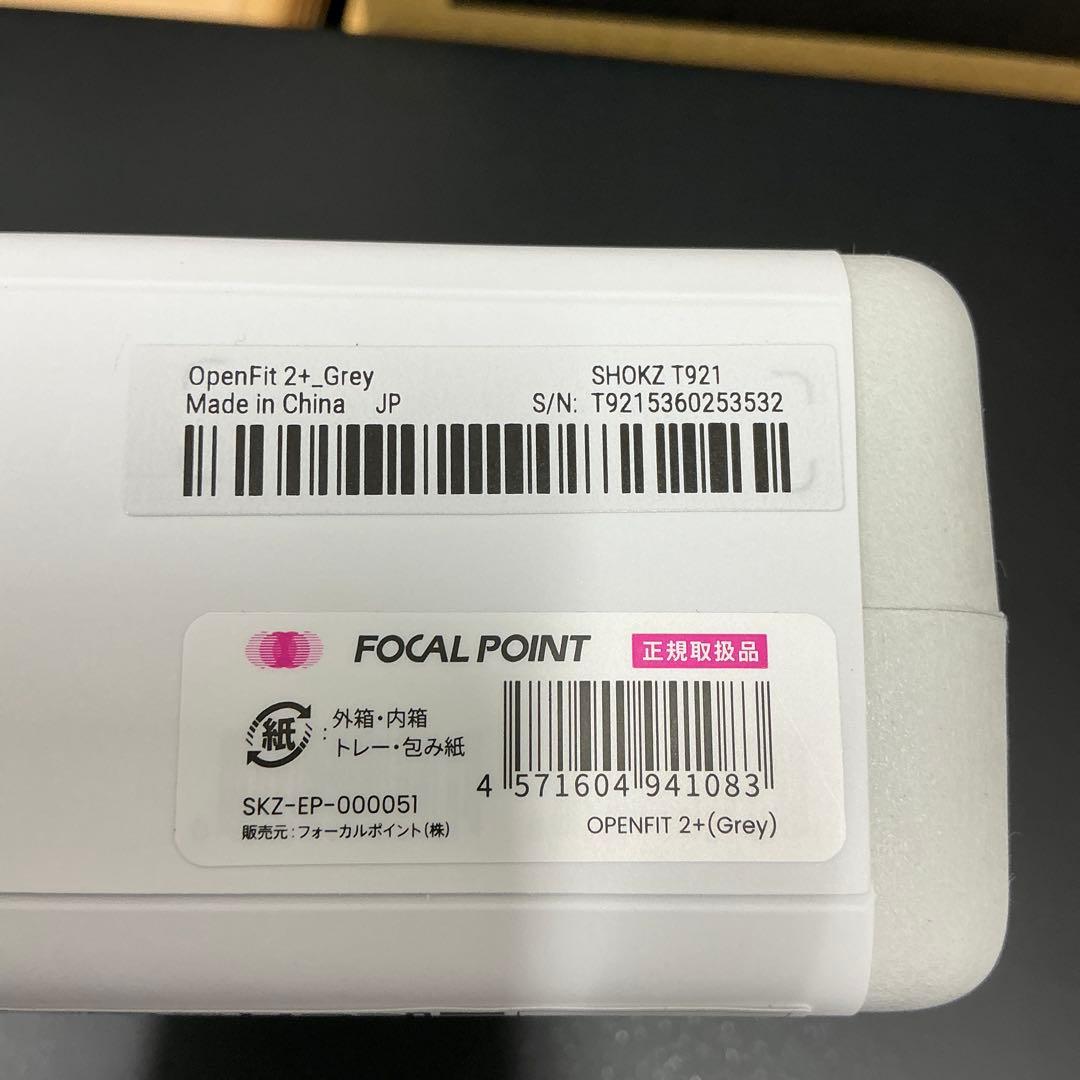 OpenFit 2+_Grey SHOKZ T921
Made in China JP S/N: T9215360253532
FOCAL POINT 正規取扱品
紙 : 外箱・内箱
トレー・包み紙
4 571604 941083
SKZ-EP-000051
販売元:フォーカルポイント(株)
OPENFIT 2+(Grey)